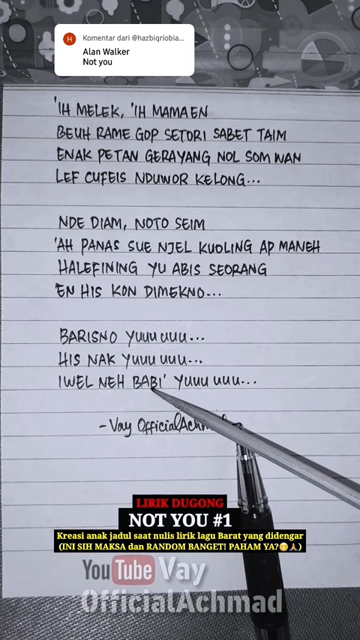 Komentar dari @hazbiqriobia...
Alan Walker
Not you
'IH MELEK, 'IH MAMAEN
BEUH RAME GOP SETORI SABET TAIM
ENAK PETAN GERAYANG NOL SOM WAN
LEF CUFEIS NDUWOR KELONG...
NDE DIAM, NOTO SEIM
'AH PANAS SUE NJEL KUOLING AP MANEH
HALEFINING YU ABIS SEORANG
'EN HIS KON DIMEKNO...
BARISNO YUUU UUU...
HIS NAK YUUU UUUU...
IWEL NEH BABI' YUUU UUU...
- Vay OfficialAchmad
LIRIK DUGONG
NOT YOU #1
Kreasi anak jadul saat nulis lirik lagu Barat yang didengar
(INI SIH MAKSA dan RANDOM BANGET! PAHAM YA?😁🙏)
YouTube Vay
OfficialAchmad